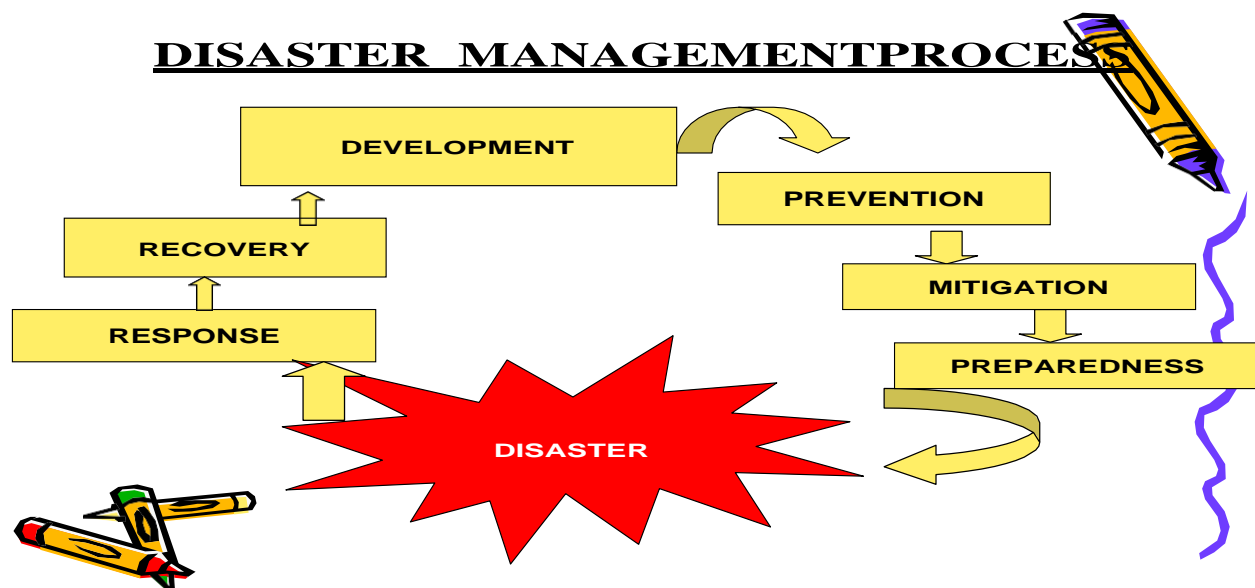 DISASTER MANAGEMENTPROCESS
DEVELOPMENT
PREVENTION
RECOVERY
MITIGATION
RESPONSE
PREPAREDNESS
DISASTER